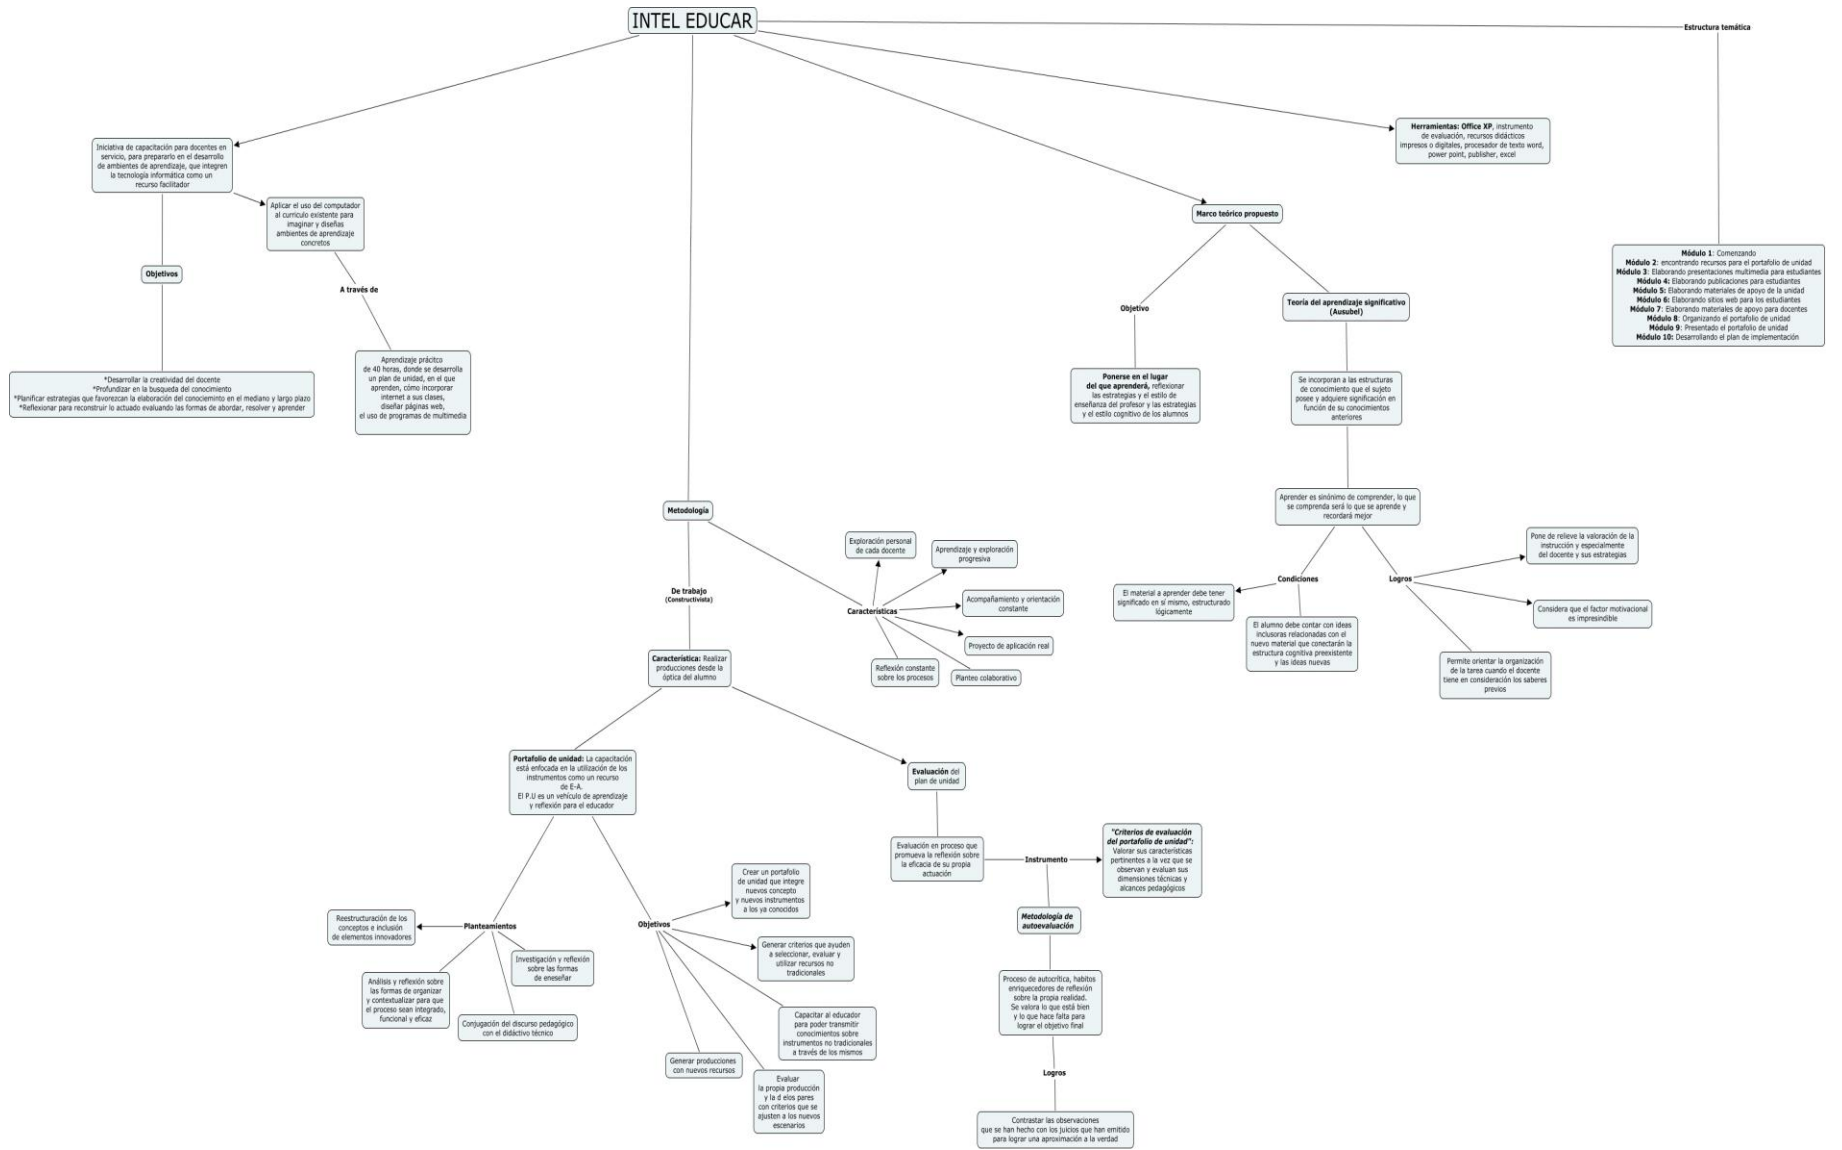 INTEL EDUCAR
Estructura temática
Herramientas: Office XP, instrumento
de evaluación, recursos didácticos
impresos o digitales, procesador de texto word,
power point, publisher, excel
Iniciativa de capacitación para docentes en
servicio, para prepararlo en el desarrollo
de ambientes de aprendizaje, que integren
la tecnología informática como un
recurso facilitador
Aplicar el uso del computador
al curriculo existente para
imaginar y diseñas
ambientes de aprendizaje
concretos
Objetivos
A través de
*Desarrollar la creatividad del docente
*Profundizar en la busqueda del conocimiento
*Planificar estrategias que favorezcan la elaboración del conocieminto en el mediano y largo plazo
*Reflexionar para reconstruir lo actuado evaluando las formas de abordar, resolver y aprender
Aprendizaje prácitco
de 40 horas, donde se desarrolla
un plan de unidad, en el que
aprenden, cómo incorporar
internet a sus clases,
diseñar páginas web,
el uso de programas de multimedia
Marco teórico propuesto
Objetivo
Teoría del aprendizaje significativo
(Ausubel)
Ponerse en el lugar
del que aprenderá, reflexionar
las estrategias y el estilo de
enseñanza del profesor y las estrategias
y el estilo cognitivo de los alumnos
Se incorporan a las estructuras
de conocimiento que el sujeto
posee y adquiere significación en
función de su conocimientos
anteriores
Módulo 1: Comenzando
Módulo 2: encontrando recursos para el portafolio de unidad
Módulo 3: Elaborando presentaciones multimedia para estudiantes
Módulo 4: Elaborando publicaciones para estudiantes
Módulo 5: Elaborando materiales de apoyo de la unidad
Módulo 6: Elaborando sitios web para los estudiantes
Módulo 7: Elaborando materiales de apoyo para docentes
Módulo 8: Organizando el portafolio de unidad
Módulo 9: Presentado el portafolio de unidad
Módulo 10: Desarrollando el plan de implementación
Aprender es sinónimo de comprender, lo que
se comprenda será lo que se aprende y
recordará mejor
Condiciones
Logros
El material a aprender debe tener
significado en sí mismo, estructurado
lógicamente
El alumno debe contar con ideas
inclusoras relacionadas con el
nuevo material que conectarán la
estructura cognitiva preexistente
y las ideas nuevas
Pone de relieve la valoración de la
instrucción y especialmente
del docente y sus estrategias
Considera que el factor motivacional
es impresindible
Permite orientar la organización
de la tarea cuando el docente
tiene en consideración los saberes
previos
Metodología
De trabajo
(Constructivista)
Características
Exploración personal
de cada docente
Aprendizaje y exploración
progresiva
Acompañamiento y orientación
constante
Proyecto de aplicación real
Planteo colaborativo
Reflexión constante
sobre los procesos
Característica: Realizar
producciones desde la
óptica del alumno
Portafolio de unidad: La capacitación
está enfocada en la utilización de los
instrumentos como un recurso
de E-A.
El P.U es un vehículo de aprendizaje
y reflexión para el educador
Evaluación del
plan de unidad
Evaluación en proceso que
promueva la reflexión sobre
la eficacia de su propia
actuación
Instrumento
"Criterios de evaluación
del portafolio de unidad":
Valorar sus características
pertinentes a la vez que se
observan y evaluan sus
dimensiones técnicas y
alcances pedagógicos
Metodología de
autoevaluación
Proceso de autocrítica, habitos
enriquecedores de reflexión
sobre la propia realidad.
Se valora lo que está bien
y lo que hace falta para
lograr el objetivo final
Logros
Contrastar las observaciones
que se han hecho con los juicios que han emitido
para lograr una aproximación a la verdad
Planteamientos
Reestructuración de los
conceptos e inclusión
de elementos innovadores
Análisis y reflexión sobre
las formas de organizar
y contextualizar para que
el proceso sean integrado,
funcional y eficaz
Conjugación del discurso pedagógico
con el didáctivo técnico
Investigación y reflexión
sobre las formas
de eneseñar
Objetivos
Crear un portafolio
de unidad que integre
nuevos concepto
y nuevos instrumentos
a los ya conocidos
Generar criterios que ayuden
a seleccionar, evaluar y
utilizar recursos no
tradicionales
Capacitar al educador
para poder transmitir
conocimientos sobre
instrumentos no tradicionales
a través de los mismos
Generar producciones
con nuevos recursos
Evaluar
la propia producción
y la d elos pares
con criterios que se
ajusten a los nuevos
escenarios